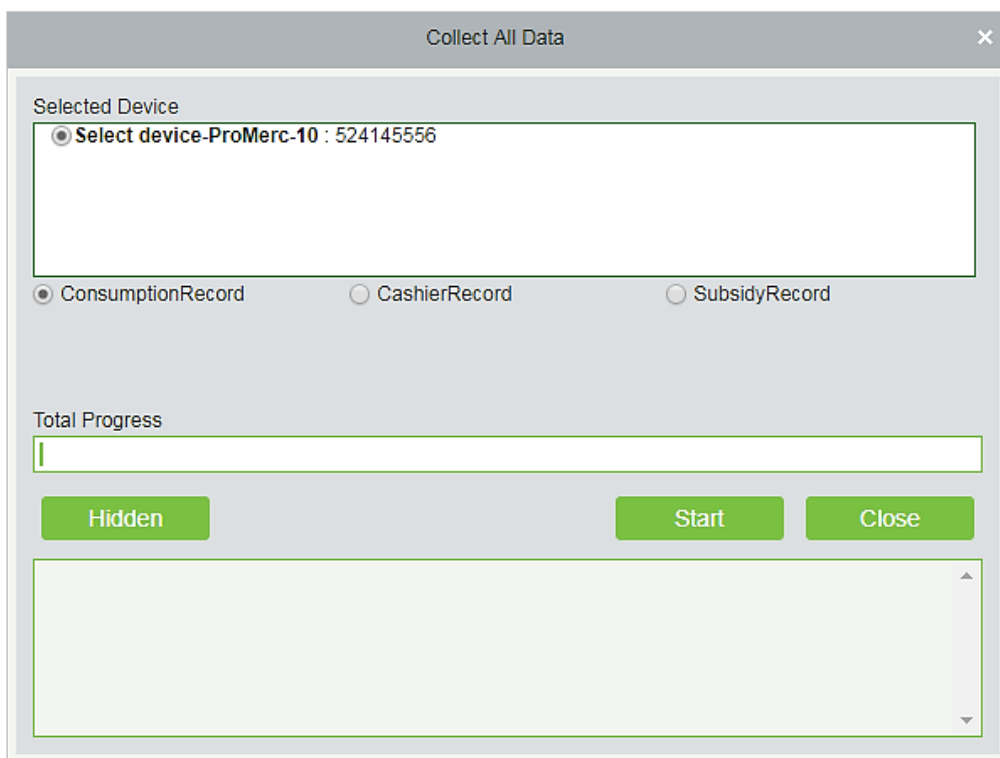 Collect All Data
Selected Device
Select device-ProMerc-10 : 524145556
ConsumptionRecord CashierRecord SubsidyRecord
Total Progress
Hidden Start Close